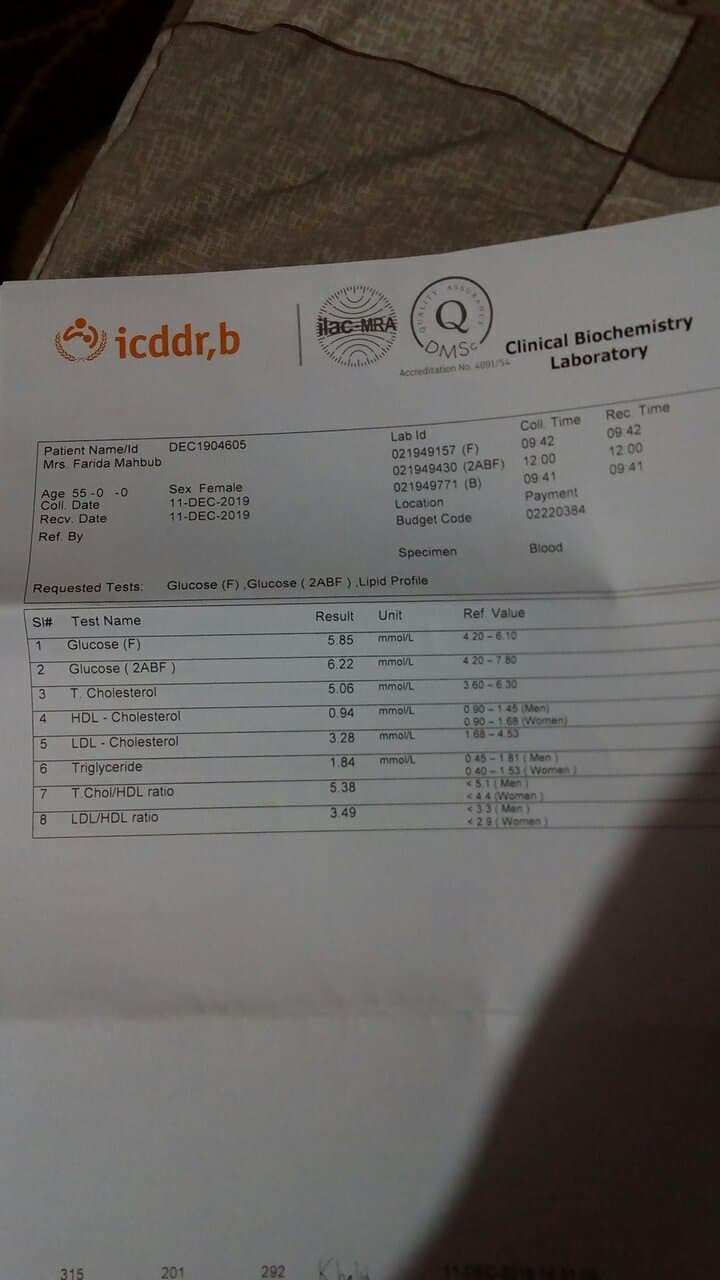 icddr,b
ilac-MRA
QUALITY ASSURANCE
Q
DMSc
Accreditation No. 4091/54
Clinical Biochemistry
Laboratory
Patient Name/Id DEC1904605
Mrs. Farida Mahbub
Age 55 -0 -0 Sex Female
Coll. Date 11-DEC-2019
Recv. Date 11-DEC-2019
Ref. By
Lab Id Coll. Time Rec. Time
021949157 (F) 09:42 09:42
021949430 (2ABF) 12:00 12:00
021949771 (B) 09:41 09:41
Location Payment
Budget Code 02220384
Specimen Blood
Requested Tests: Glucose (F) ,Glucose ( 2ABF ) ,Lipid Profile
Sl# Test Name Result Unit Ref. Value
1 Glucose (F) 5.85 mmol/L 4.20 - 6.10
2 Glucose ( 2ABF ) 6.22 mmol/L 4.20 - 7.80
3 T. Cholesterol 5.06 mmol/L 3.60 - 6.30
4 HDL - Cholesterol 0.94 mmol/L 0.90 - 1.45 (Men)
0.90 - 1.68 (Women)
5 LDL - Cholesterol 3.28 mmol/L 1.68 - 4.53
6 Triglyceride 1.84 mmol/L 0.45 - 1.81 ( Men )
0.40 - 1.53 ( Women )
7 T.Chol/HDL ratio 5.38 < 5.1 ( Men )
< 4.4 (Women )
8 LDL/HDL ratio 3.49 < 3.3 ( Men )
< 2.9 ( Women )
315 201 292